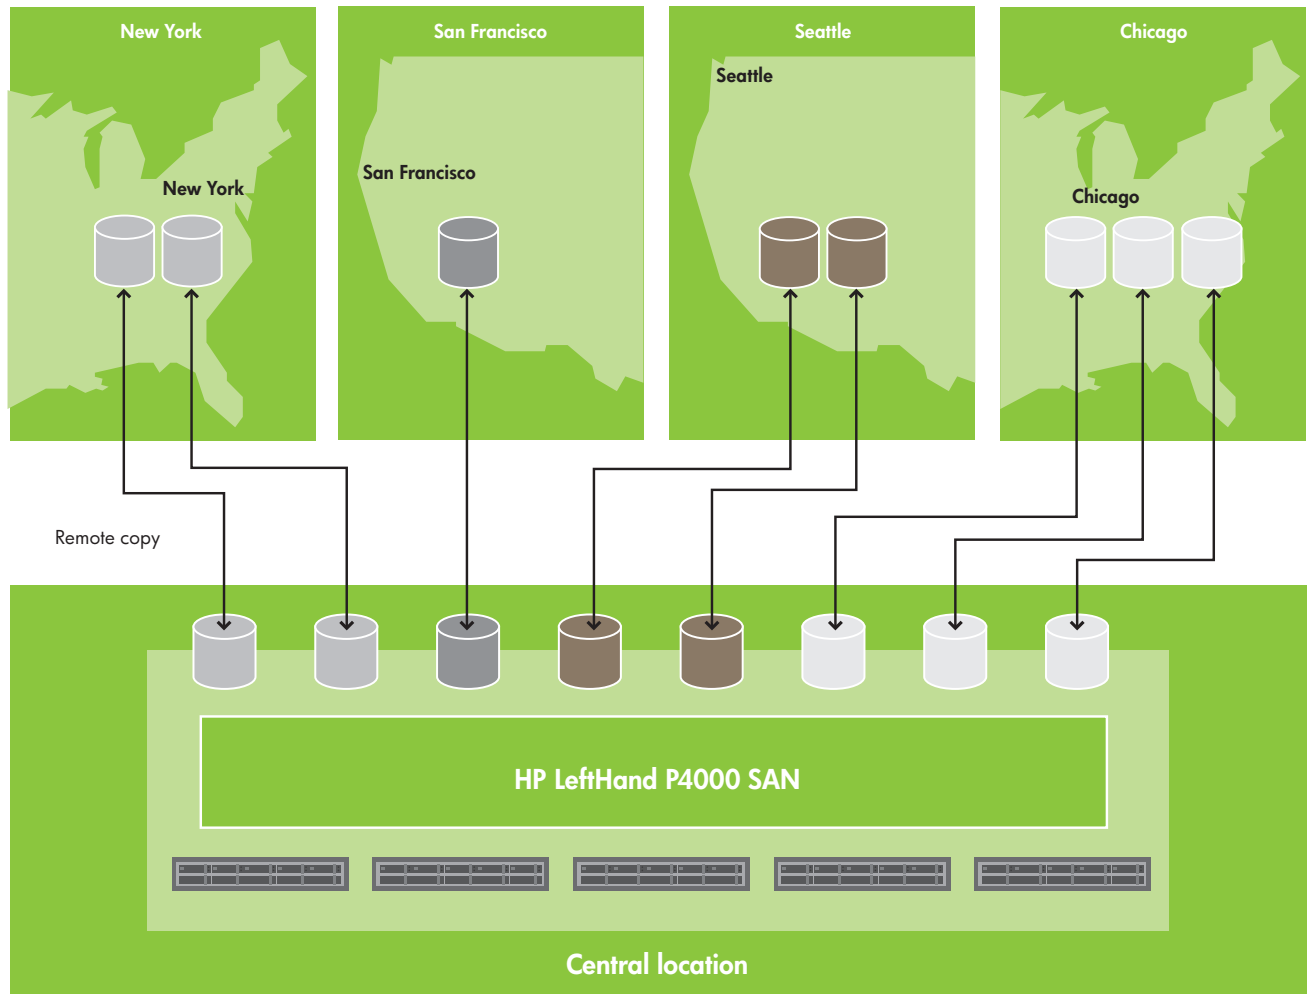 New York
San Francisco
Seattle
Chicago
New York
San Francisco
Seattle
Chicago
Remote copy
HP LeftHand P4000 SAN
Central location